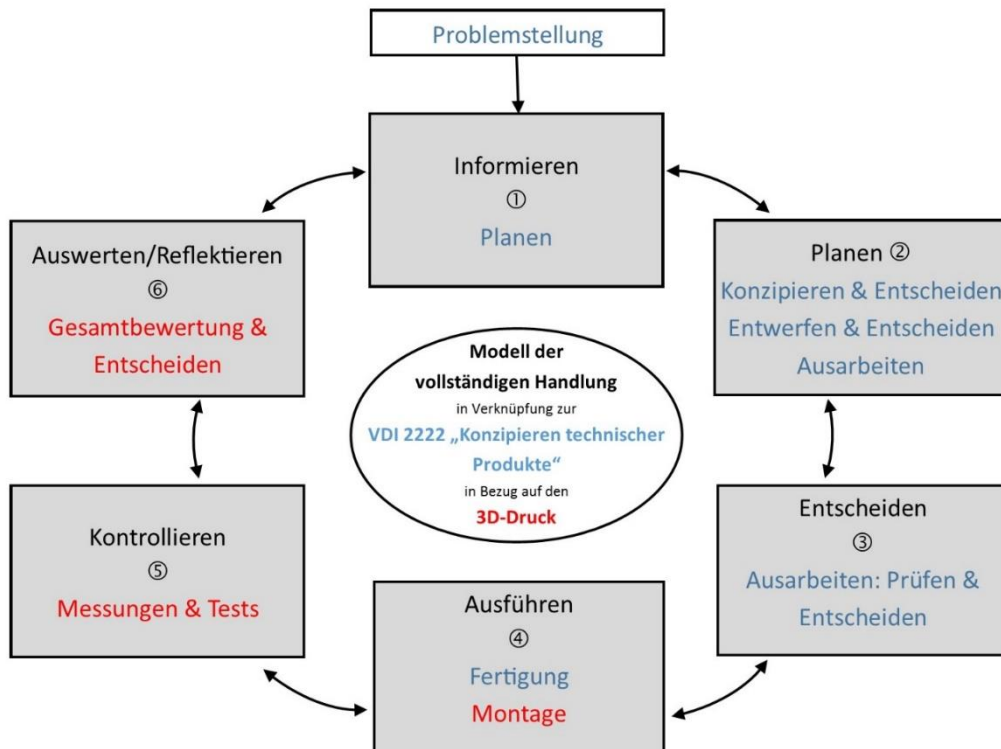 Problemstellung
Informieren
①
Planen
Planen ②
Konzipieren & Entscheiden
Entwerfen & Entscheiden
Ausarbeiten
Entscheiden
③
Ausarbeiten: Prüfen &
Entscheiden
Ausführen
④
Fertigung
Montage
Kontrollieren
⑤
Messungen & Tests
Auswerten/Reflektieren
⑥
Gesamtbewertung &
Entscheiden
Modell der
vollständigen Handlung
in Verknüpfung zur
VDI 2222 „Konzipieren technischer
Produkte“
in Bezug auf den
3D-Druck